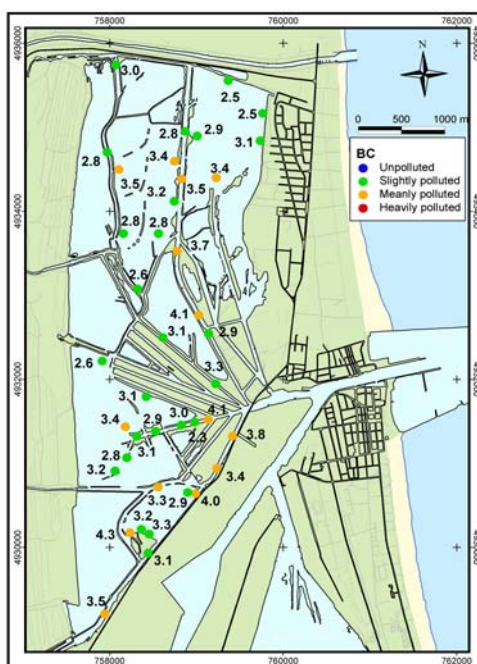 758000 760000 762000
4936000 4936000
N
0 500 1000 m
BC
Unpolluted
Slightly polluted
Meanly polluted
Heavily polluted
3.0
2.5
2.5
2.8 2.9
3.1
2.8
3.4
3.4
3.5
3.5
3.2
2.8 2.8
4934000 4934000
3.7
2.6
4.1
3.1 2.9
2.6
3.3
4932000 4932000
3.1
3.4 2.9 3.0 4.1
3.1 2.3 3.8
2.8
3.2 3.4
3.3 2.9 4.0
3.2
4.3 3.3
4930000 4930000
3.1
3.5
758000 760000 762000